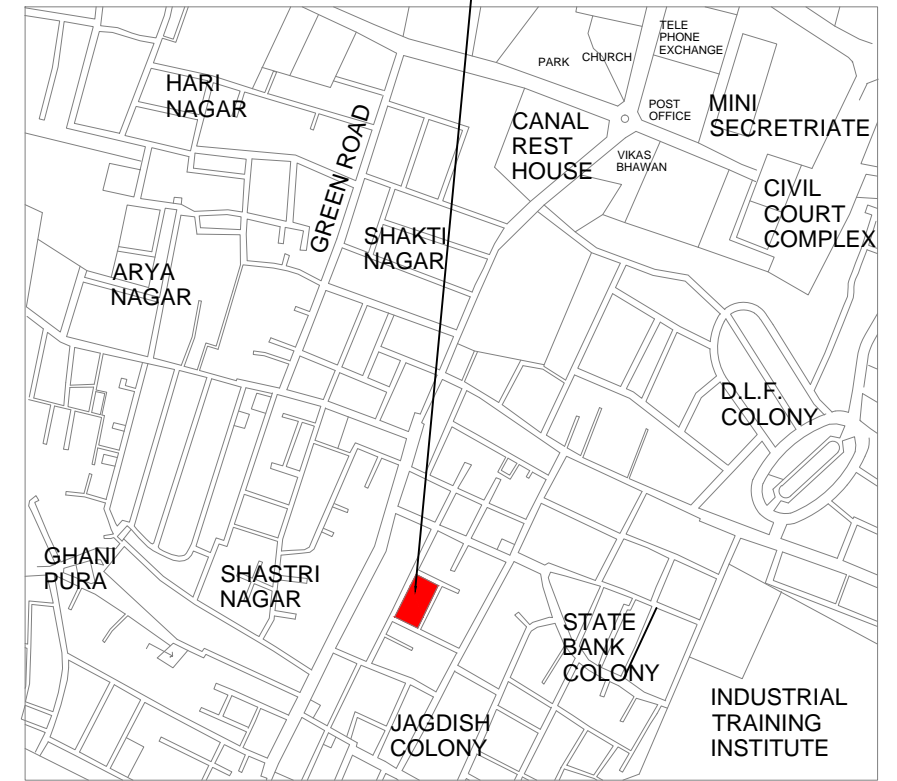 TELE
PHONE
EXCHANGE
PARK
CHURCH
HARI
NAGAR
POST
OFFICE
MINI
SECRETRIATE
CANAL
REST
HOUSE
GREEN ROAD
VIKAS
BHAWAN
CIVIL
COURT
COMPLEX
SHAKTI
NAGAR
ARYA
NAGAR
D.L.F.
COLONY
GHANI
PURA
SHASTRI
NAGAR
STATE
BANK
COLONY
JAGDISH
COLONY
INDUSTRIAL
TRAINING
INSTITUTE